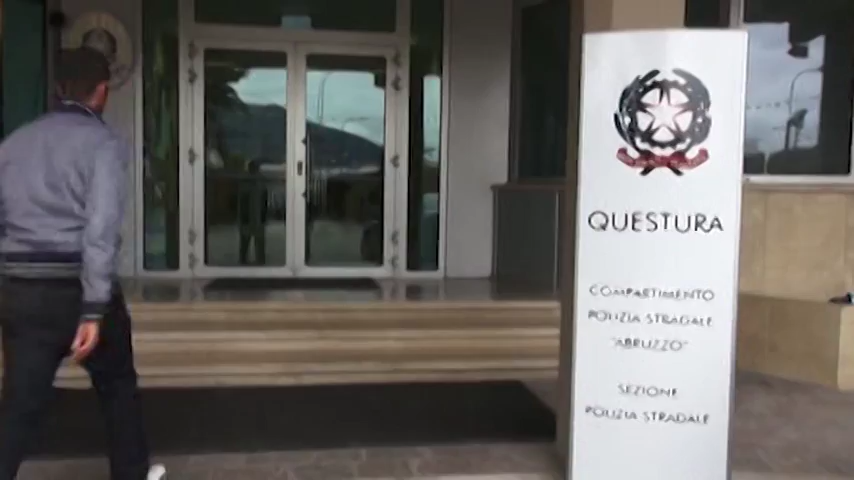 QUESTURA
COMPARTIMENTO
POLIZIA STRADALE
"ABRUZZO"
SEZIONE
POLIZIA STRADALE